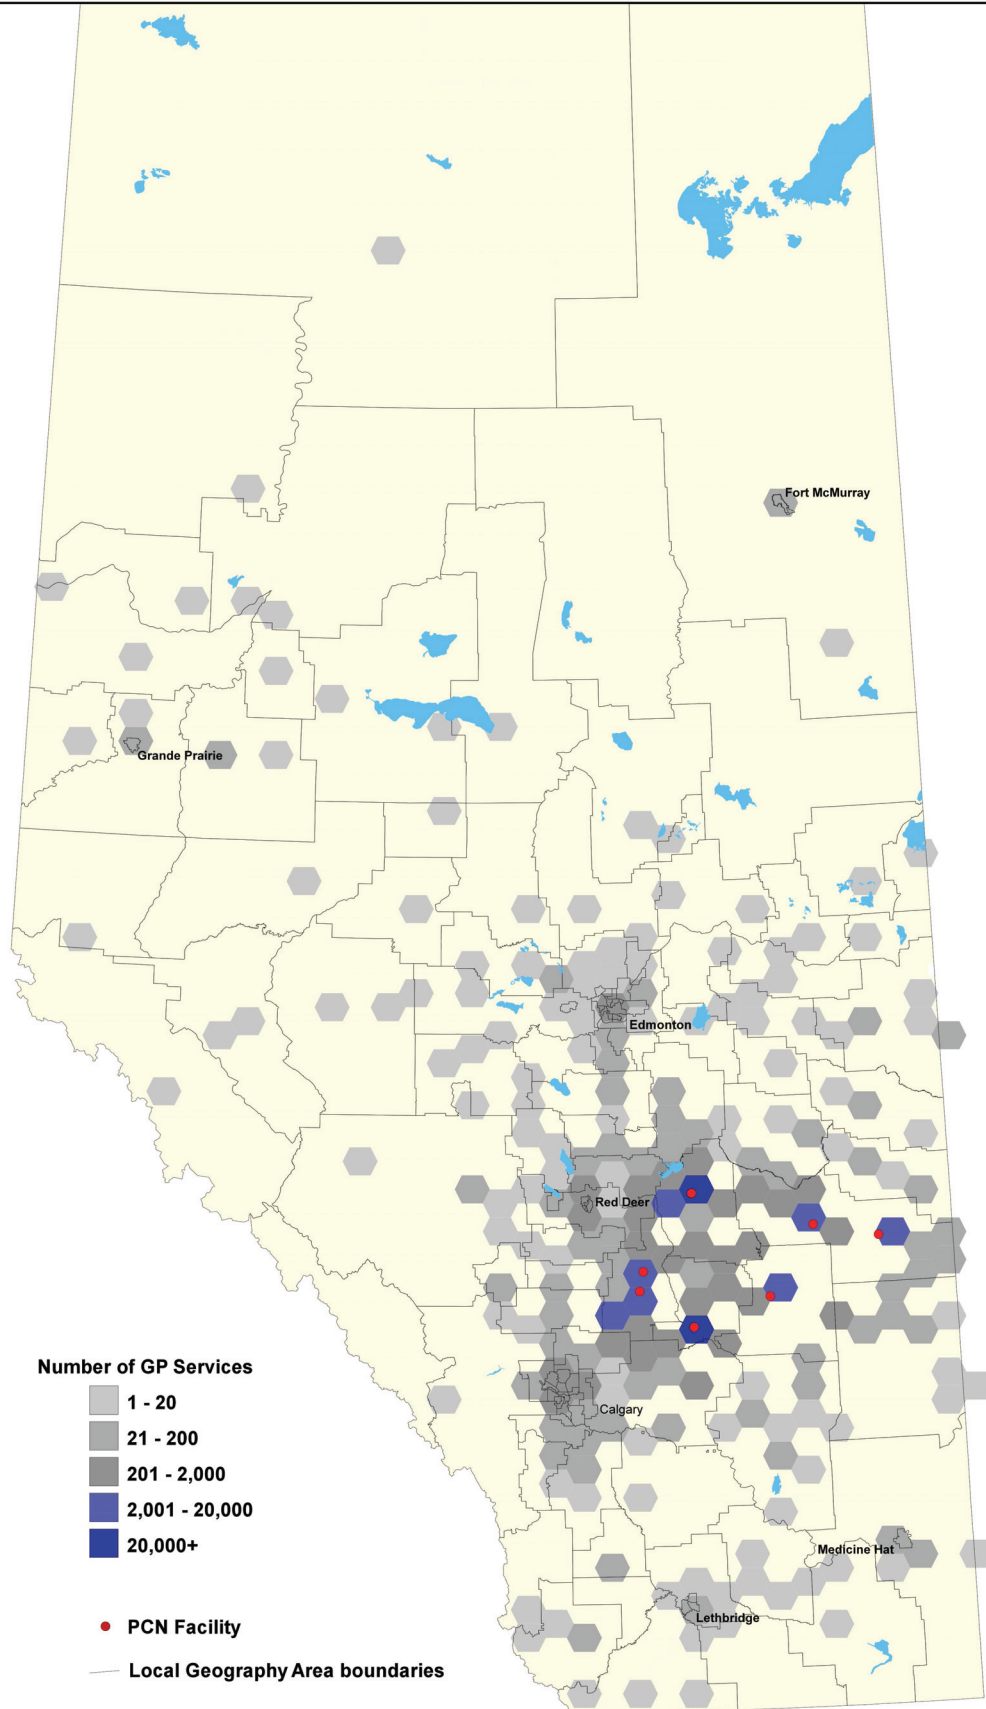 Fort McMurray
Grande Prairie
Edmonton
Red Deer
Number of GP Services
1 - 20
Calgary
21 - 200
201 - 2,000
2,001 - 20,000
20,000+
Medicine Hat
Lethbridge
PCN Facility
Local Geography Area boundaries